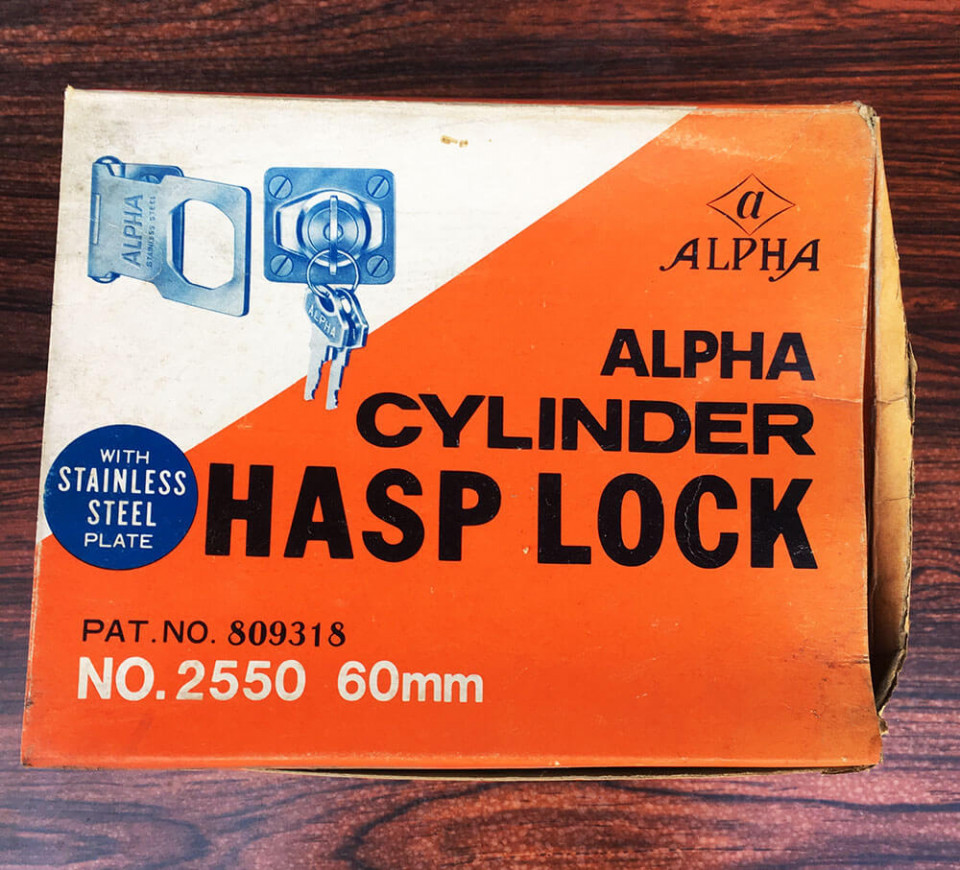 ALPHA
STAINLESS STEEL
ALPHA
a
ALPHA
ALPHA
CYLINDER
HASP LOCK
WITH
STAINLESS
STEEL
PLATE
PAT. NO. 809318
NO. 2550 60mm